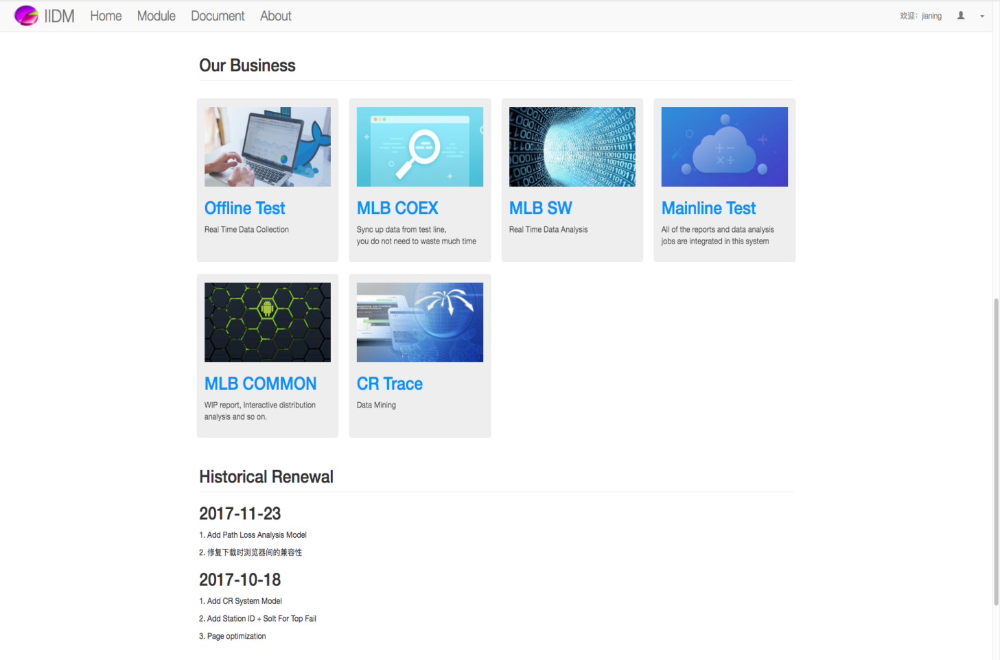 IIDM Home Module Document About 欢迎：jianing
Our Business
Offline Test
Real Time Data Collection
MLB COEX
Sync up data from test line,
you do not need to waste much time
MLB SW
Real Time Data Analysis
Mainline Test
All of the reports and data analysis
jobs are integrated in this system
MLB COMMON
WIP report, Interactive distribution
analysis and so on.
CR Trace
Data Mining
Historical Renewal
2017-11-23
1. Add Path Loss Analysis Model
2. 修复下载时浏览器间的兼容性
2017-10-18
1. Add CR System Model
2. Add Station ID + Solt For Top Fail
3. Page optimization